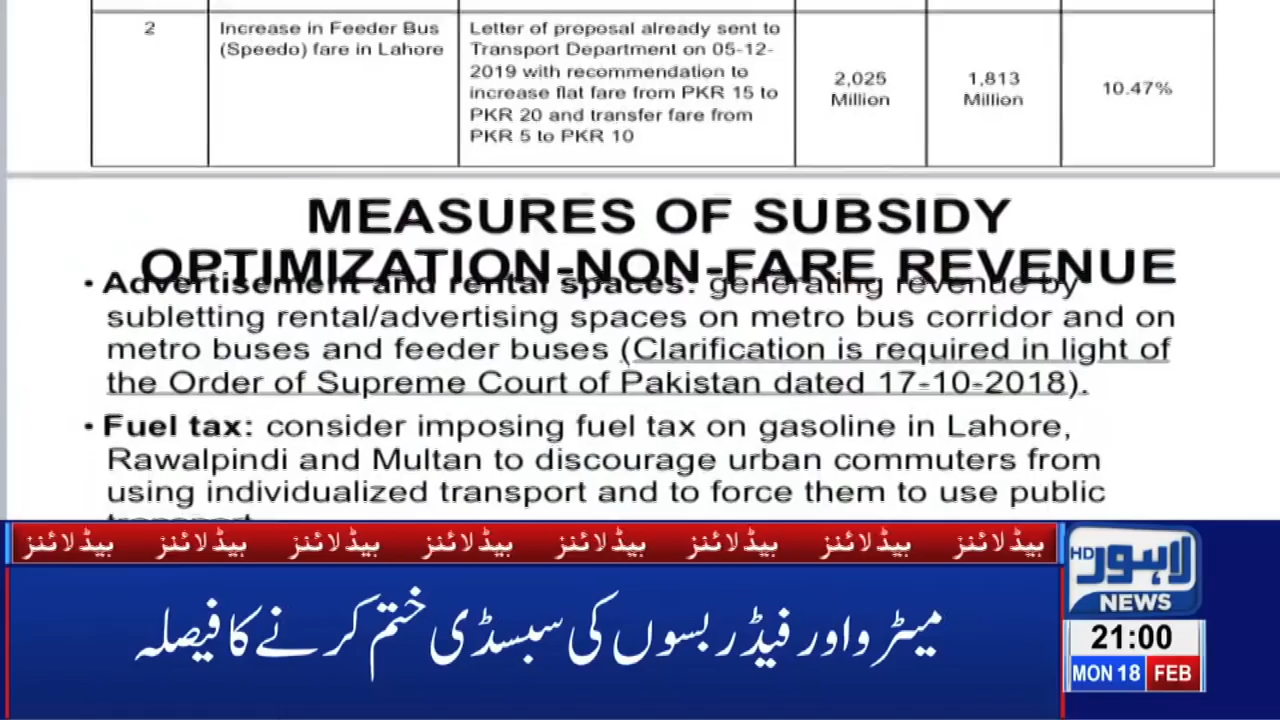 2
Increase in Feeder Bus
(Speedo) fare in Lahore
Letter of proposal already sent to
Transport Department on 05-12-
2019 with recommendation to
increase flat fare from PKR 15 to
PKR 20 and transfer fare from
PKR 5 to PKR 10
2,025
Million
1,813
Million
10.47%
MEASURES OF SUBSIDY
OPTIMIZATION-NON-FARE REVENUE
• Advertisement and rental spaces: generating revenue by
subletting rental/advertising spaces on metro bus corridor and on
metro buses and feeder buses (Clarification is required in light of
the Order of Supreme Court of Pakistan dated 17-10-2018).
• Fuel tax: consider imposing fuel tax on gasoline in Lahore,
Rawalpindi and Multan to discourage urban commuters from
using individualized transport and to force them to use public
ہیڈلائنز ہیڈلائنز ہیڈلائنز ہیڈلائنز ہیڈلائنز ہیڈلائنز ہیڈلائنز ہیڈلائنز
میٹرو اور فیڈر بسوں کی سبسڈی ختم کرنے کا فیصلہ
لاہور HD
NEWS
21:00
MON 18 FEB